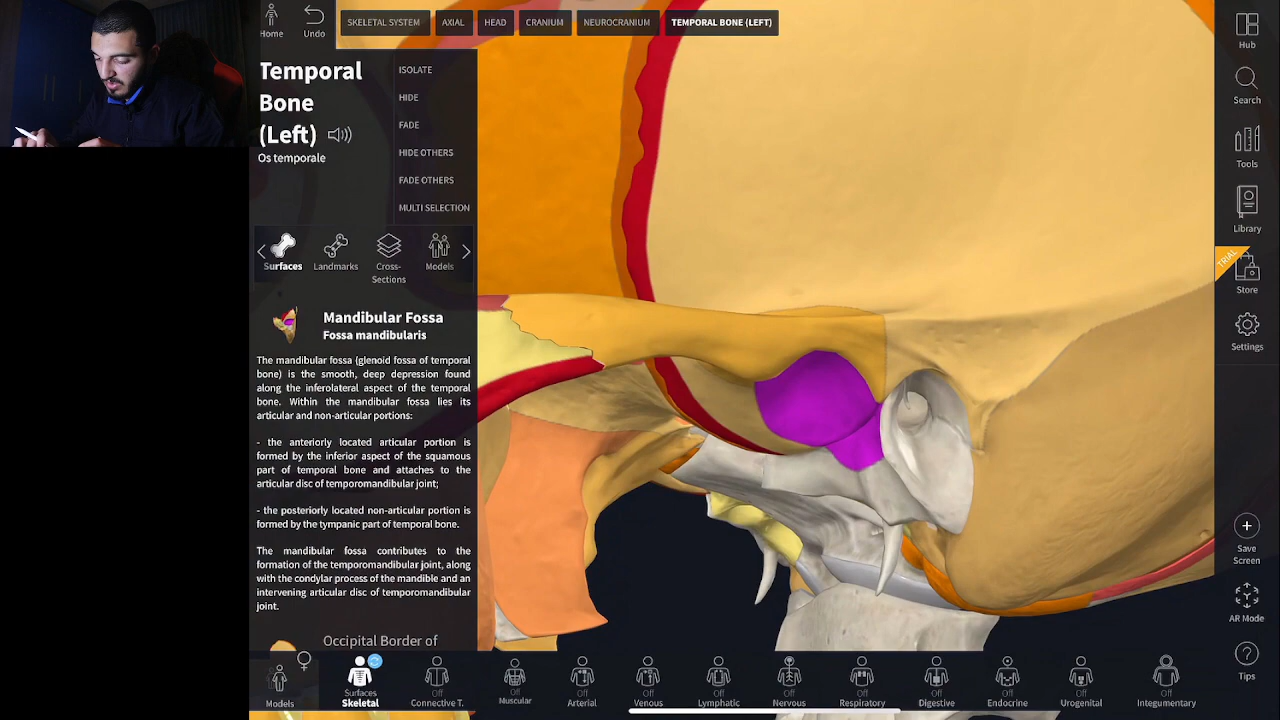 Home
Undo
SKELETAL SYSTEM
AXIAL
HEAD
CRANIUM
NEUROCRANIUM
TEMPORAL BONE (LEFT)
Temporal
Bone
(Left)
Os temporale
ISOLATE
HIDE
FADE
HIDE OTHERS
FADE OTHERS
MULTI SELECTION
Surfaces
Landmarks
Cross-
Sections
Models
Mandibular Fossa
Fossa mandibularis
The mandibular fossa (glenoid fossa of temporal
bone) is the smooth, deep depression found
along the inferolateral aspect of the temporal
bone. Within the mandibular fossa lies its
articular and non-articular portions:
- the anteriorly located articular portion is
formed by the inferior aspect of the squamous
part of temporal bone and attaches to the
articular disc of temporomandibular joint;
- the posteriorly located non-articular portion is
formed by the tympanic part of temporal bone.
The mandibular fossa contributes to the
formation of the temporomandibular joint, along
with the condylar process of the mandible and an
intervening articular disc of temporomandibular
joint.
Occipital Border of
Hub
Search
Tools
Library
TRIAL
Store
Settings
Save
Screen
AR Mode
Tips
Models
Surfaces
Skeletal
Off
Connective T.
Off
Muscular
Off
Arterial
Off
Venous
Off
Lymphatic
Off
Nervous
Off
Respiratory
Off
Digestive
Off
Endocrine
Off
Urogenital
Off
Integumentary